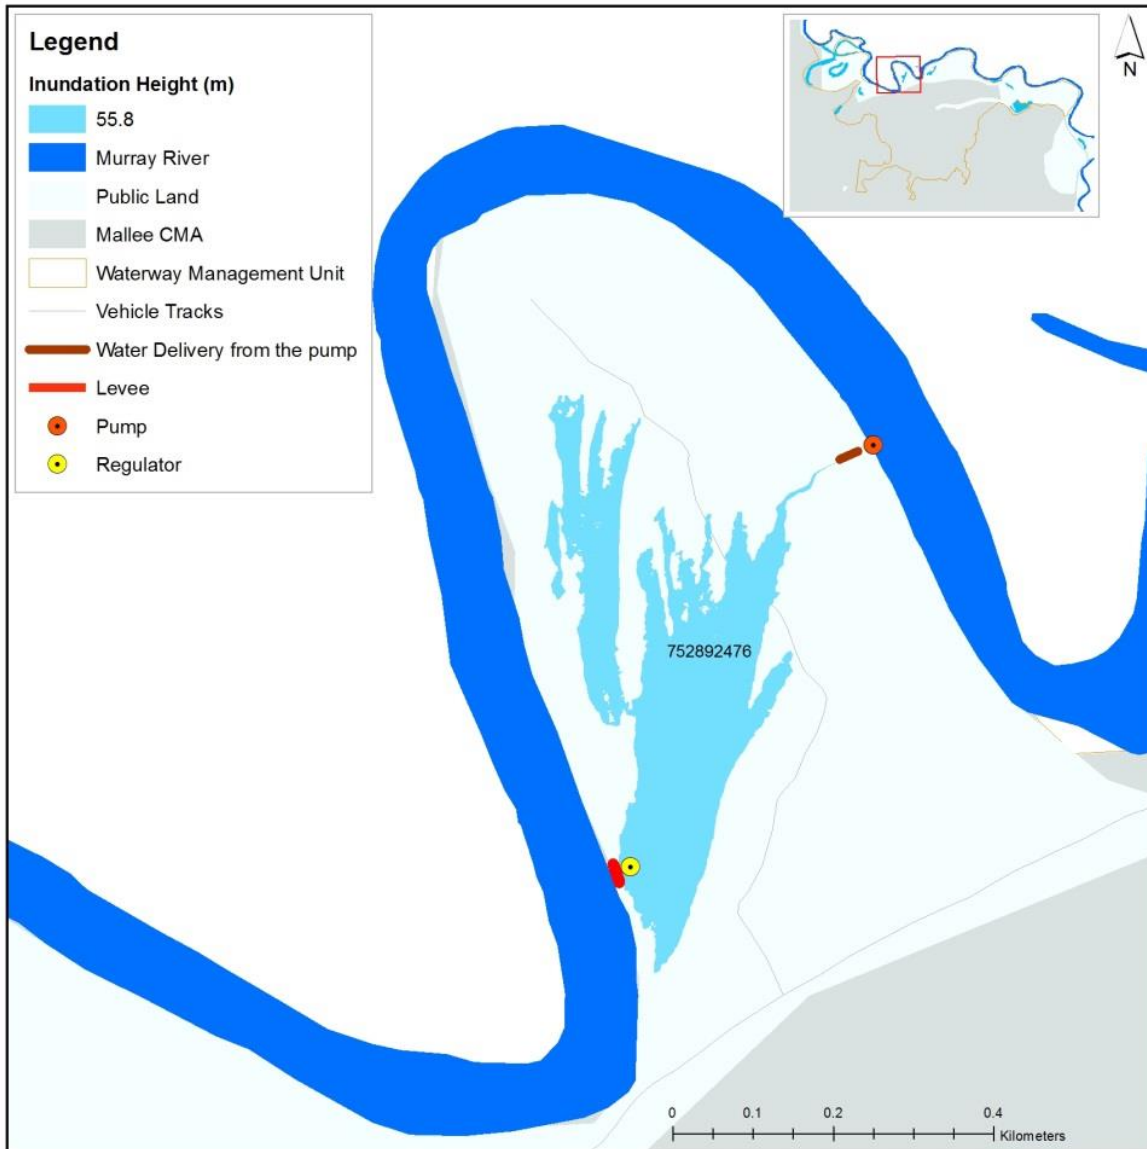 Legend
Inundation Height (m)
55.8
Murray River
Public Land
Mallee CMA
Waterway Management Unit
Vehicle Tracks
Water Delivery from the pump
Levee
Pump
Regulator
N
752892476
0 0.1 0.2 0.4
Kilometers